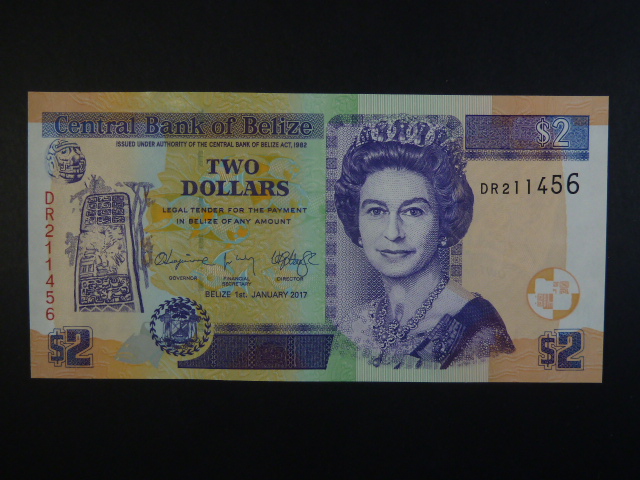 Central Bank of Belize
ISSUED UNDER AUTHORITY OF THE CENTRAL BANK OF BELIZE ACT, 1982
$2
TWO
DOLLARS
DR211456
LEGAL TENDER FOR THE PAYMENT
IN BELIZE OF ANY AMOUNT
DR211456
GOVERNOR
FINANCIAL
SECRETARY
DIRECTOR
BELIZE 1st. JANUARY 2017
$2
$2